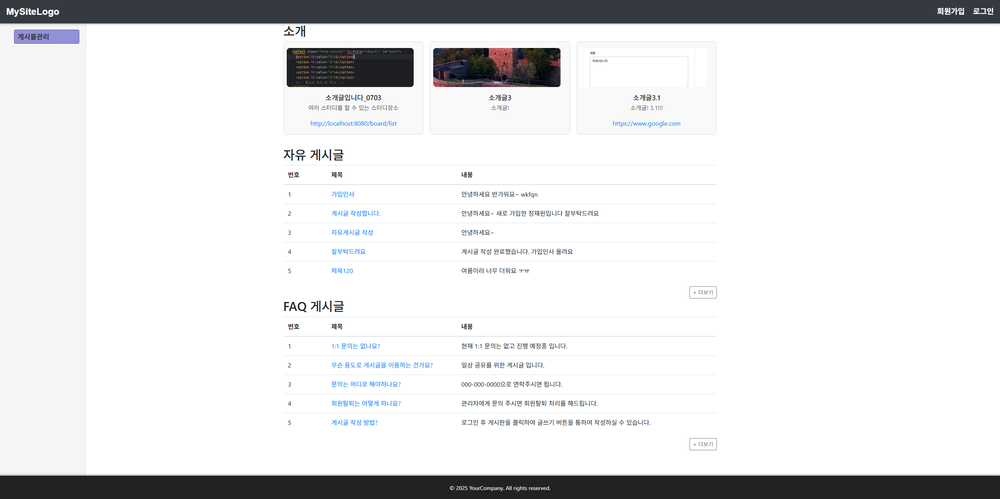 MySiteLogo
회원가입 로그인
게시물관리
소개
<select class="form-control" th:field="*{sort}" id="sort">
<option th:value="1">1</option>
<option th:value="2">2</option>
<option th:value="3">3</option>
<option th:value="4">4</option>
<option th:value="5">5</option>
<!-- 필요시 숫자 더 추가 -->
내용
파테3입니다.
소개글입니다_0703
여러 스터디를 할 수 있는 스터디장소
http://localhost:8080/board/list
소개글3
소개글!
소개글3.1
소개글! 3.1!!!
https://www.google.com
자유 게시글
번호 제목 내용
1 가입인사 안녕하세요 반가워요~ wkfqn
2 게시글 작성합니다. 안녕하세요~ 새로 가입한 정재원입니다 잘부탁드려요
3 자유게시글 작성 안녕하세요~
4 잘부탁드려요 게시글 작성 완료했습니다. 가입인사 올려요
5 제목120 여름이라 너무 더워요 ㅜㅠ
+ 더보기
FAQ 게시글
번호 제목 내용
1 1:1 문의는 없나요? 현재 1:1 문의는 없고 진행 예정중 입니다.
2 무슨 용도로 게시글을 이용하는 건가요? 일상 공유를 위한 게시글 입니다.
3 문의는 어디로 해야하나요? 000-000-0000으로 연락주시면 됩니다.
4 회원탈퇴는 어떻게 하나요? 관리자에게 문의 주시면 회원탈퇴 처리를 해드립니다.
5 게시글 작성 방법? 로그인 후 게시판을 클릭하여 글쓰기 버튼을 통하여 작성하실 수 있습니다.
+ 더보기
© 2025 YourCompany. All rights reserved.